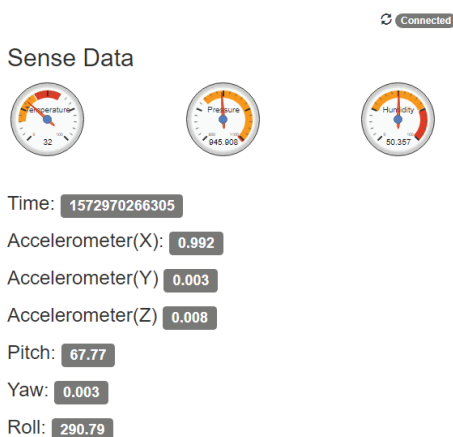 Connected
Sense Data
Temperature Pressure Humidity
32 945.908 50.357
Time: 1572970266305
Accelerometer(X): 0.992
Accelerometer(Y) 0.003
Accelerometer(Z) 0.008
Pitch: 67.77
Yaw: 0.003
Roll: 290.79